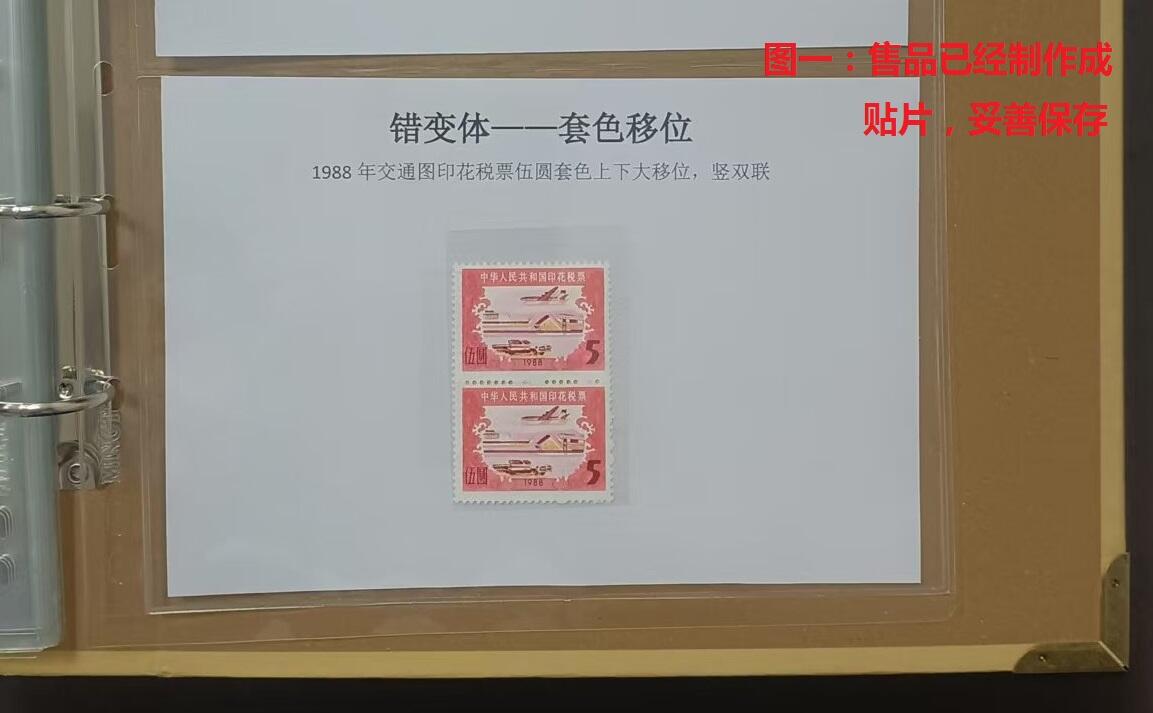 图一：售品已经制作成
贴片，妥善保存
错变体——套色移位
1988 年交通图印花税票伍圆套色上下大移位，竖双联
中华人民共和国印花税票
伍圆 1988 5
中华人民共和国印花税票
伍圆 1988 5
MINGT